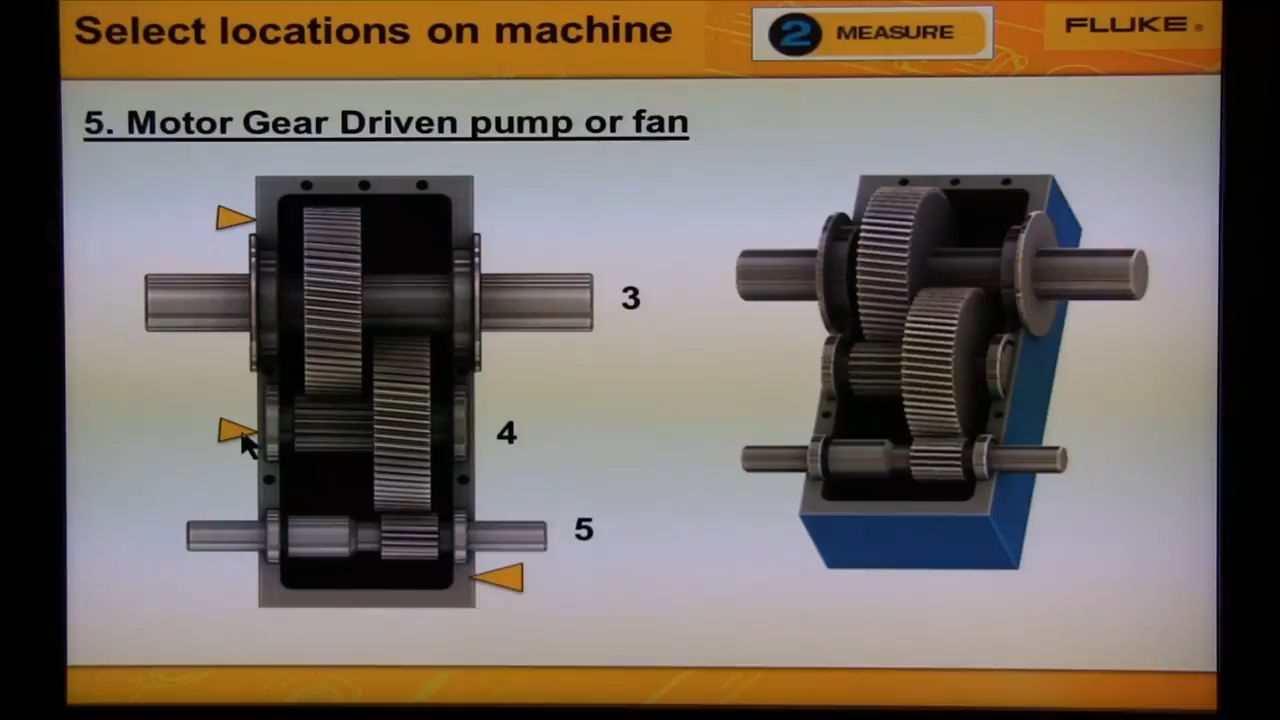 Select locations on machine
2 MEASURE
FLUKE®
5. Motor Gear Driven pump or fan
3
4
5